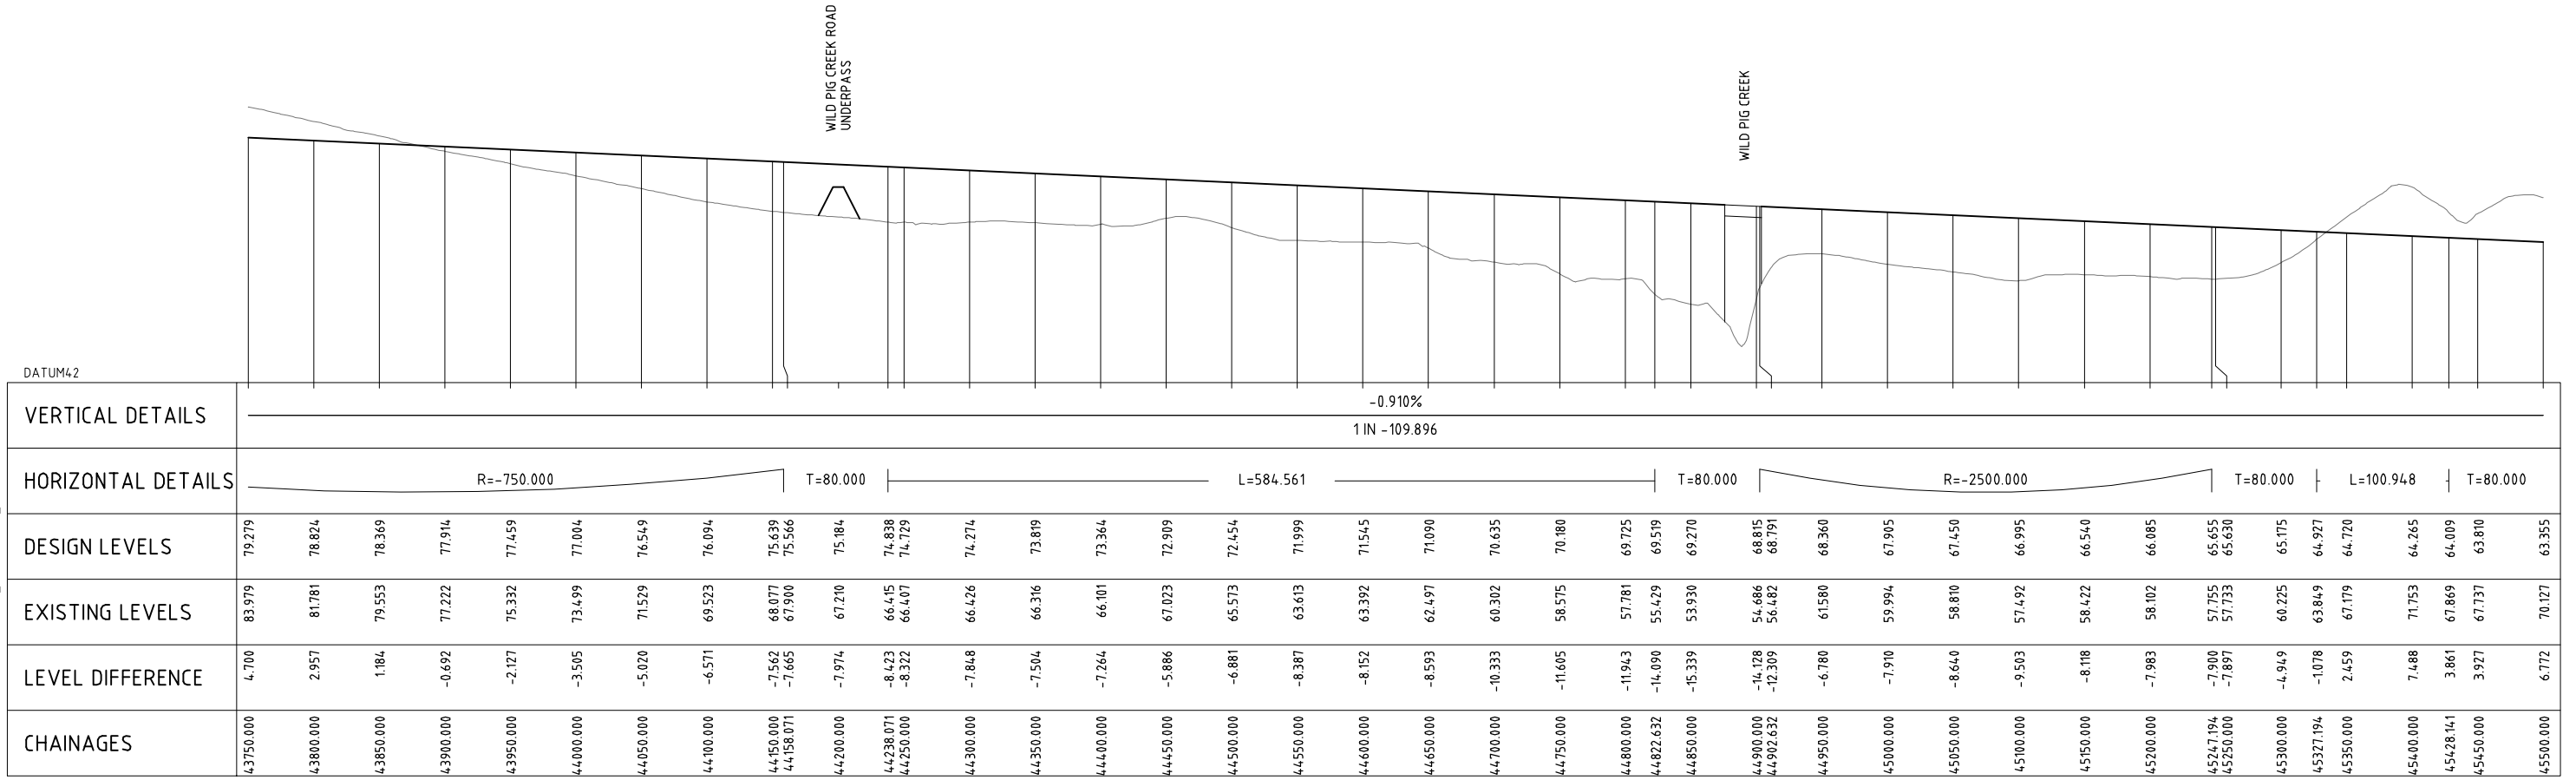 WILD PIG CREEK ROAD
UNDERPASS
WILD PIG CREEK
DATUM42
VERTICAL DETAILS
-0.910%
1 IN -109.896
HORIZONTAL DETAILS R=-750.000 T=80.000 L=584.561 T=80.000 R=-2500.000 T=80.000 L=100.948 T=80.000
DESIGN LEVELS 79.279 78.824 78.369 77.914 77.459 77.004 76.549 76.094 75.639 75.566 75.184 74.838 74.729 74.274 73.819 73.364 72.909 72.454 71.999 71.545 71.090 70.635 70.180 69.725 69.519 69.270 68.815 68.791 68.360 67.905 67.450 66.995 66.540 66.085 65.655 65.630 65.175 64.927 64.720 64.265 64.009 63.810 63.355
EXISTING LEVELS 83.979 81.781 79.553 77.222 75.332 73.499 71.529 69.523 68.077 67.900 67.210 66.415 66.407 66.426 66.316 66.101 67.023 65.573 63.613 63.392 62.497 60.302 58.575 57.781 55.429 53.930 54.686 56.482 61.580 59.994 58.810 57.492 58.422 58.102 57.755 57.733 60.225 63.849 67.179 71.753 67.869 67.737 70.127
LEVEL DIFFERENCE 4.700 2.957 1.184 -0.692 -2.127 -3.505 -5.020 -6.571 -7.562 -7.665 -7.974 -8.423 -8.322 -7.848 -7.504 -7.264 -5.886 -6.881 -8.387 -8.152 -8.593 -10.333 -11.605 -11.943 -14.090 -15.339 -14.128 -12.309 -6.780 -7.910 -8.640 -9.503 -8.118 -7.983 -7.900 -7.897 -4.949 -1.078 2.459 7.488 3.861 3.927 6.772
CHAINAGES 43750.000 43800.000 43850.000 43900.000 43950.000 44000.000 44050.000 44100.000 44150.000 44158.071 44200.000 44238.071 44250.000 44300.000 44350.000 44400.000 44450.000 44500.000 44550.000 44600.000 44650.000 44700.000 44750.000 44800.000 44822.632 44850.000 44900.000 44902.632 44950.000 45000.000 45050.000 45100.000 45150.000 45200.000 45247.194 45250.000 45300.000 45327.194 45350.000 45400.000 45428.141 45450.000 45500.000